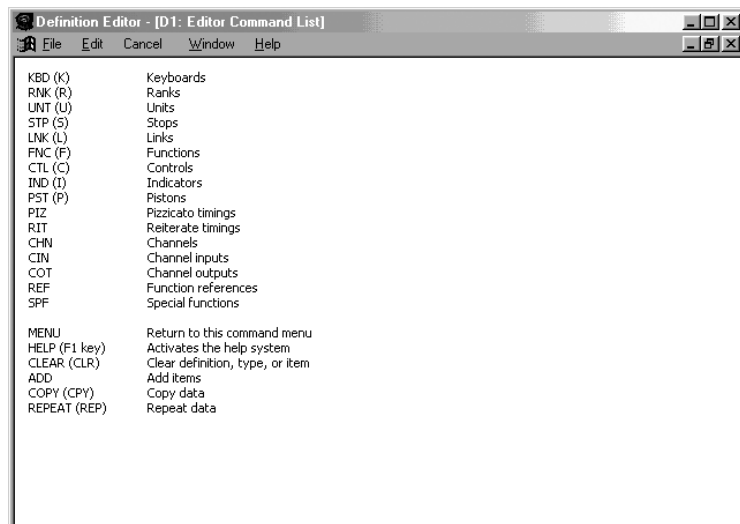 Definition Editor - [D1: Editor Command List]
File Edit Cancel Window Help
KBD (K) Keyboards
RNK (R) Ranks
UNT (U) Units
STP (S) Stops
LNK (L) Links
FNC (F) Functions
CTL (C) Controls
IND (I) Indicators
PST (P) Pistons
PIZ Pizzicato timings
RIT Reiterate timings
CHN Channels
CIN Channel inputs
COT Channel outputs
REF Function references
SPF Special functions
MENU Return to this command menu
HELP (F1 key) Activates the help system
CLEAR (CLR) Clear definition, type, or item
ADD Add items
COPY (CPY) Copy data
REPEAT (REP) Repeat data